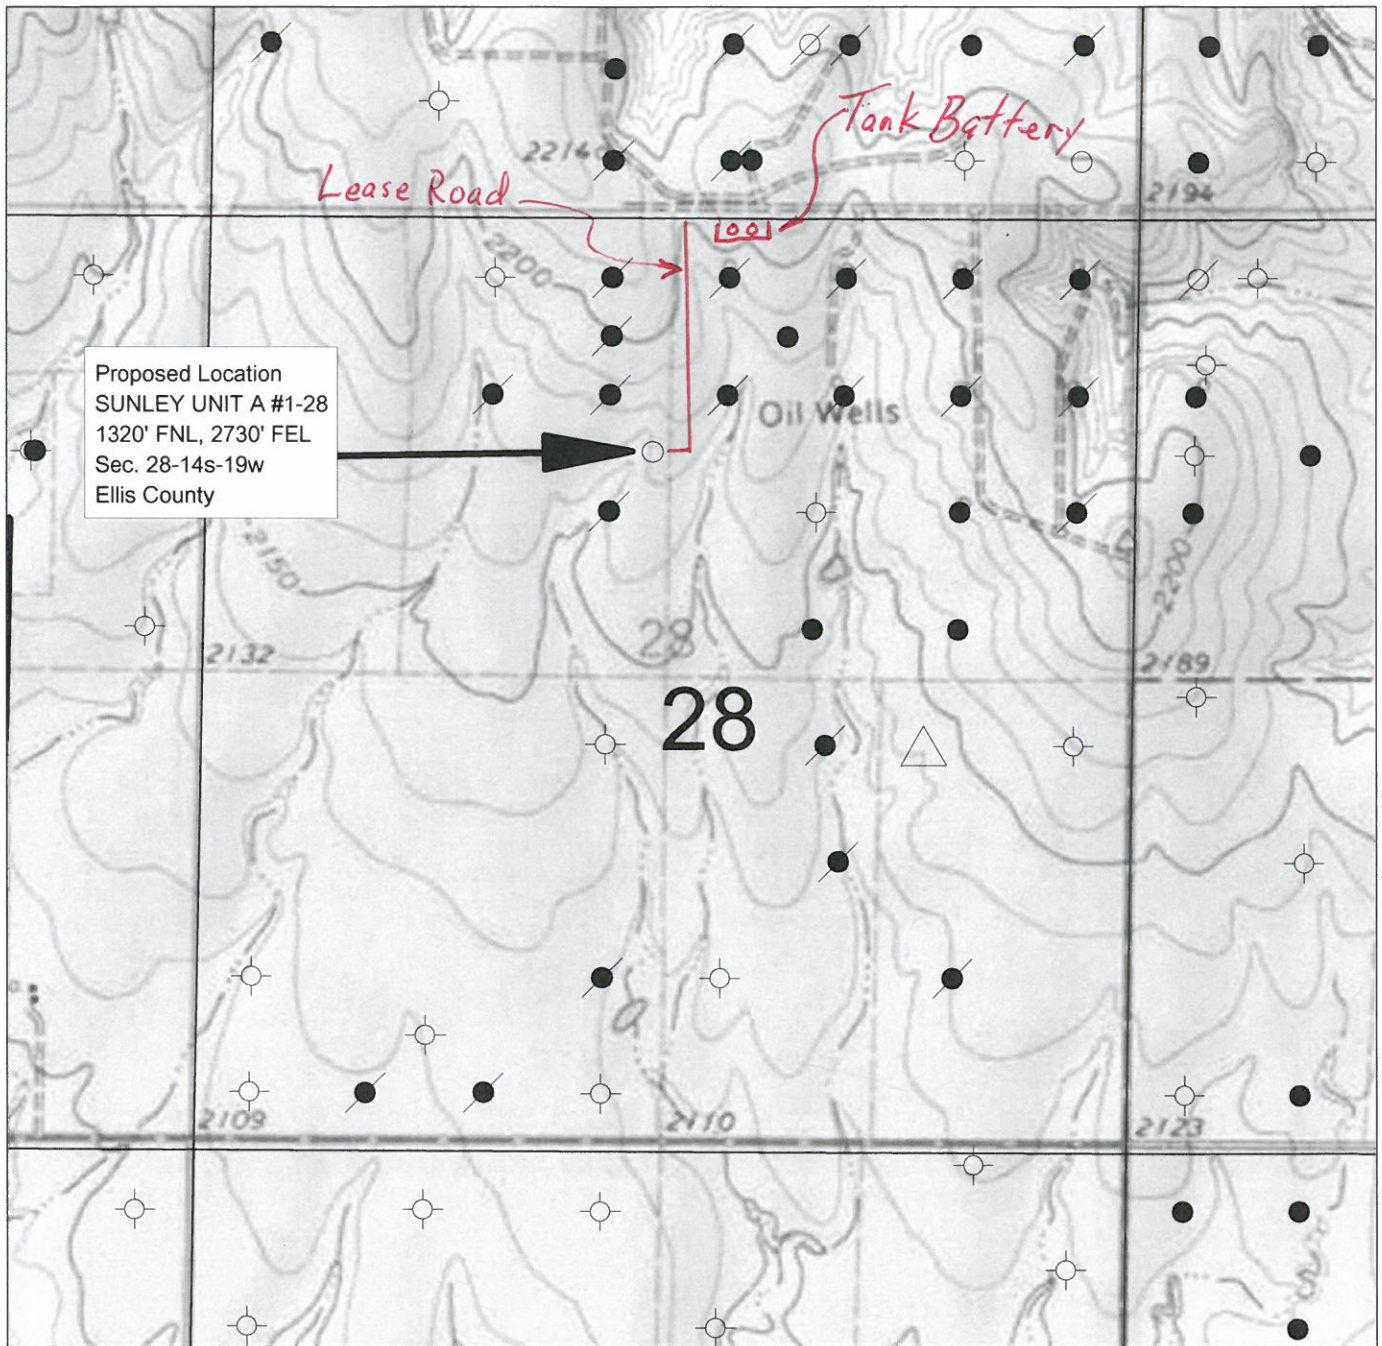 Tank Battery
2214
Lease Road
2194
2200
Proposed Location
SUNLEY UNIT A #1-28
1320' FNL, 2730' FEL
Sec. 28-14s-19w
Ellis County
Oil Wells
2150
2200
28
2132
2189
28
2109
2110
2123